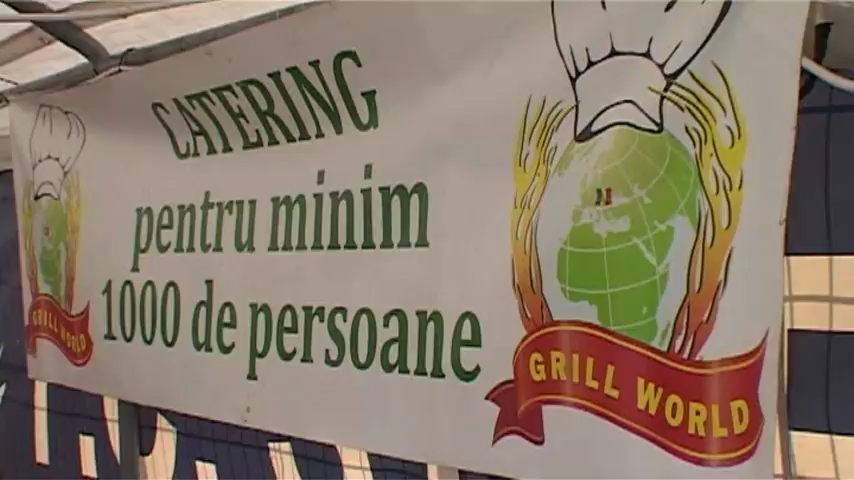 CATERING
pentru minim
1000 de persoane
GRILL WORLD
GRILL WORLD